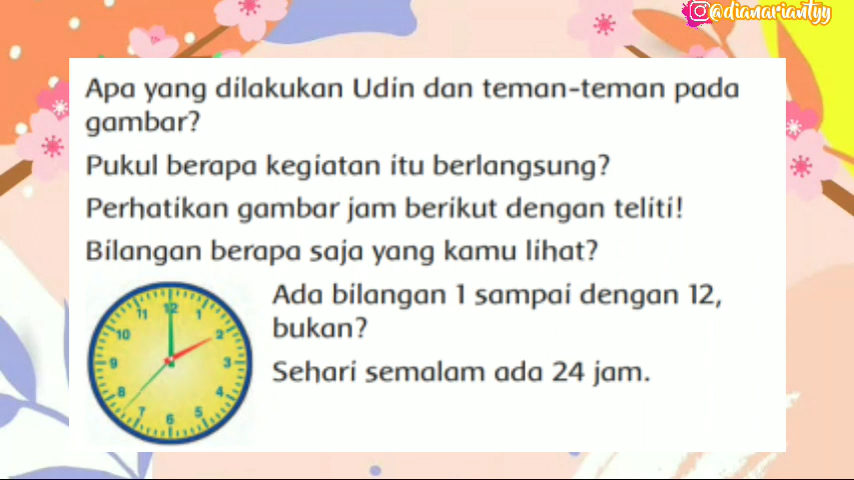 @dianariantyy
Apa yang dilakukan Udin dan teman-teman pada
gambar?
Pukul berapa kegiatan itu berlangsung?
Perhatikan gambar jam berikut dengan teliti!
Bilangan berapa saja yang kamu lihat?
Ada bilangan 1 sampai dengan 12,
bukan?
Sehari semalam ada 24 jam.
12
1
2
3
4
5
6
7
8
9
10
11